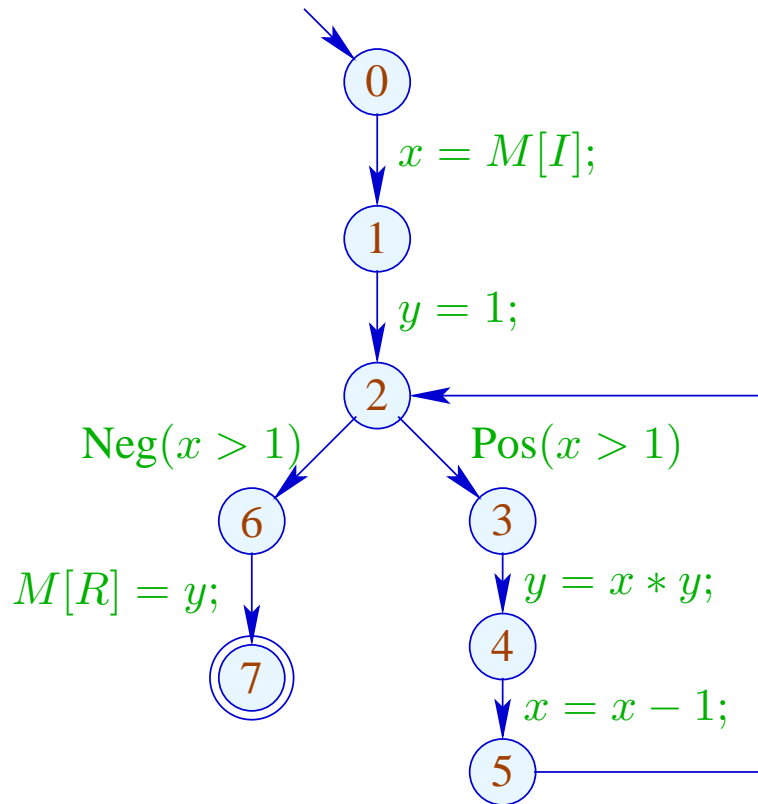 0
x = M[I];
1
y = 1;
2
Neg(x > 1)
Pos(x > 1)
6
3
M[R] = y;
y = x ∗ y;
4
7
x = x − 1;
5